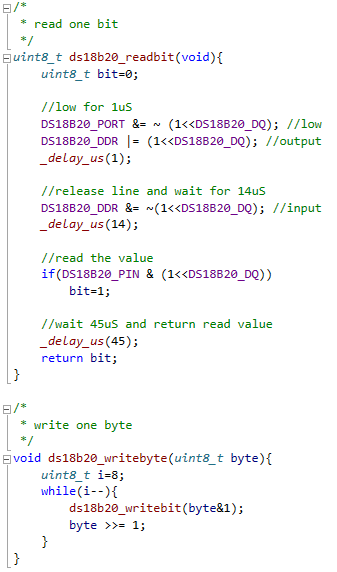 /*
 * read one bit
 */
uint8_t ds18b20_readbit(void){
    uint8_t bit=0;

    //low for 1uS
    DS18B20_PORT &= ~ (1<<DS18B20_DQ); //low
    DS18B20_DDR |= (1<<DS18B20_DQ); //output
    _delay_us(1);

    //release line and wait for 14uS
    DS18B20_DDR &= ~(1<<DS18B20_DQ); //input
    _delay_us(14);

    //read the value
    if(DS18B20_PIN & (1<<DS18B20_DQ))
        bit=1;

    //wait 45uS and return read value
    _delay_us(45);
    return bit;
}

/*
 * write one byte
 */
void ds18b20_writebyte(uint8_t byte){
    uint8_t i=8;
    while(i--){
        ds18b20_writebit(byte&1);
        byte >>= 1;
    }
}